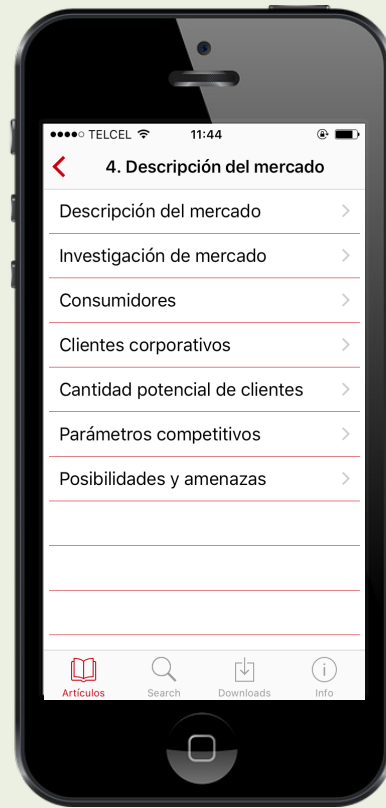 TELCEL 11:44
4. Descripción del mercado
Descripción del mercado
Investigación de mercado
Consumidores
Clientes corporativos
Cantidad potencial de clientes
Parámetros competitivos
Posibilidades y amenazas
Artículos Search Downloads Info